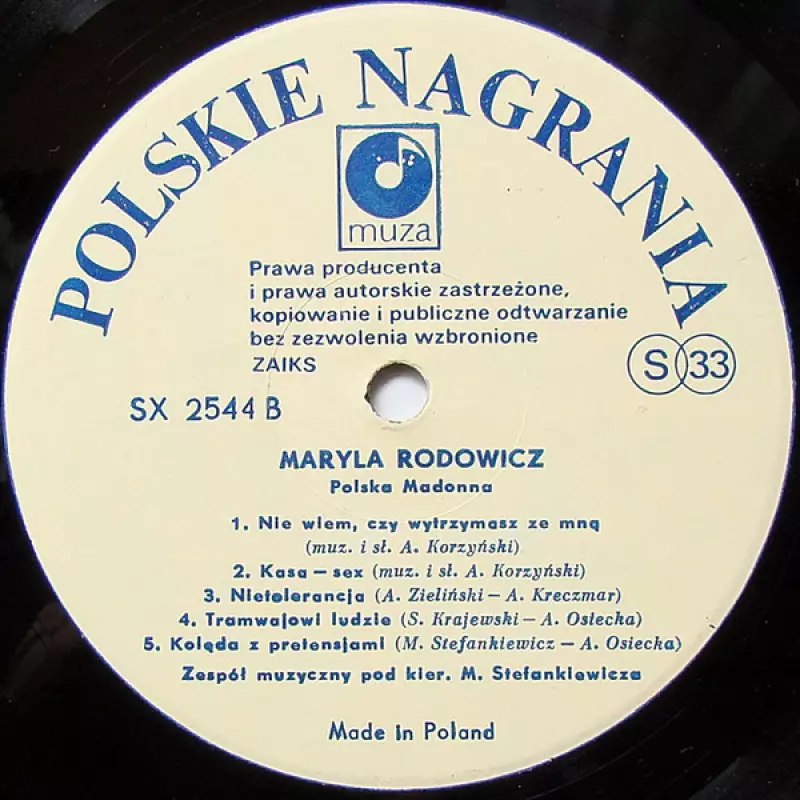 POLSKIE NAGRANIA
muza
Prawa producenta
i prawa autorskie zastrzeżone,
kopiowanie i publiczne odtwarzanie
bez zezwolenia wzbronione
ZAIKS
S 33
SX 2544 B
MARYLA RODOWICZ
Polska Madonna
1. Nie wiem, czy wytrzymasz ze mną
(muz. i sł. A. Korzyński)
2. Kasa – sex (muz. i sł. A. Korzyński)
3. Nietolerancja (A. Zieliński – A. Kreczmar)
4. Tramwajowi ludzie (S. Krajewski – A. Osiecka)
5. Kolęda z pretensjami (M. Stefankiewicz – A. Osiecka)
Zespół muzyczny pod kier. M. Stefankiewicza
Made in Poland